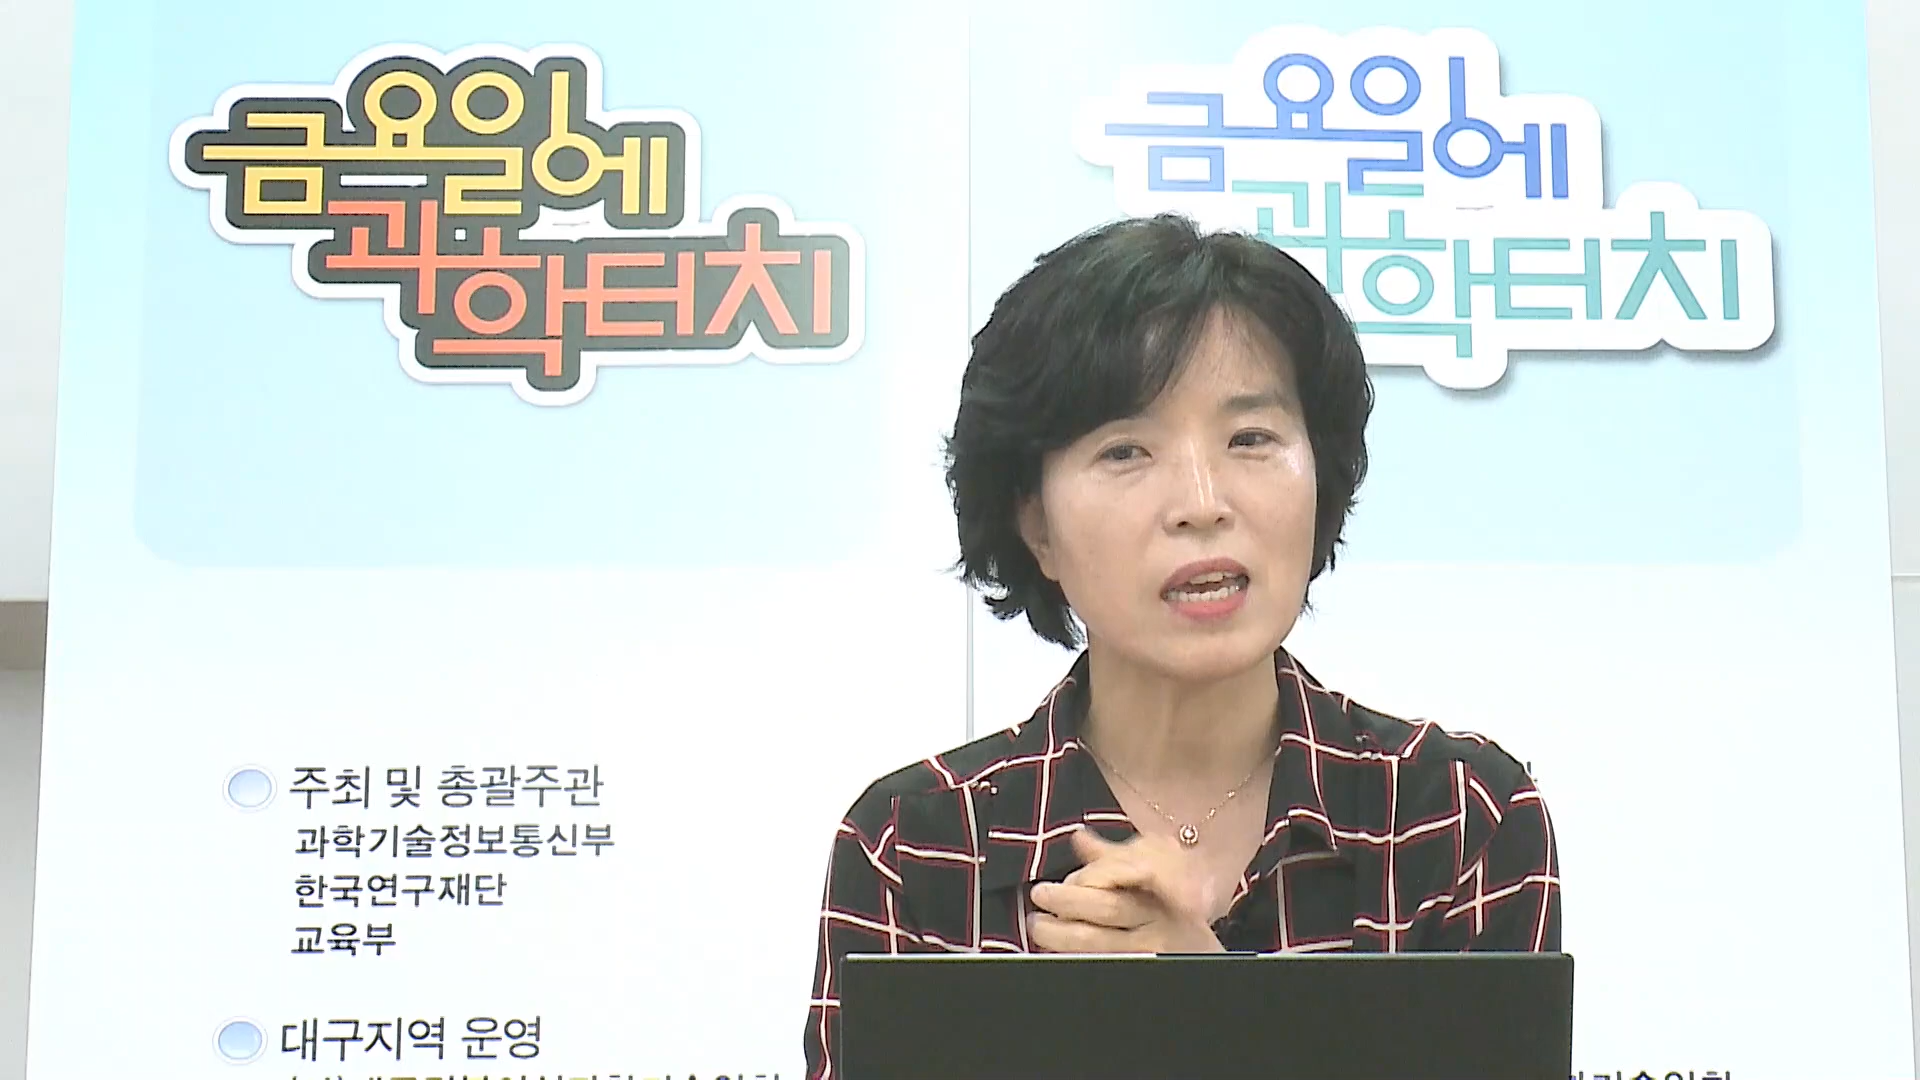 금요일에
과학터치
금요일에
과학터치
주최 및 총괄주관
과학기술정보통신부
한국연구재단
교육부
대구지역 운영